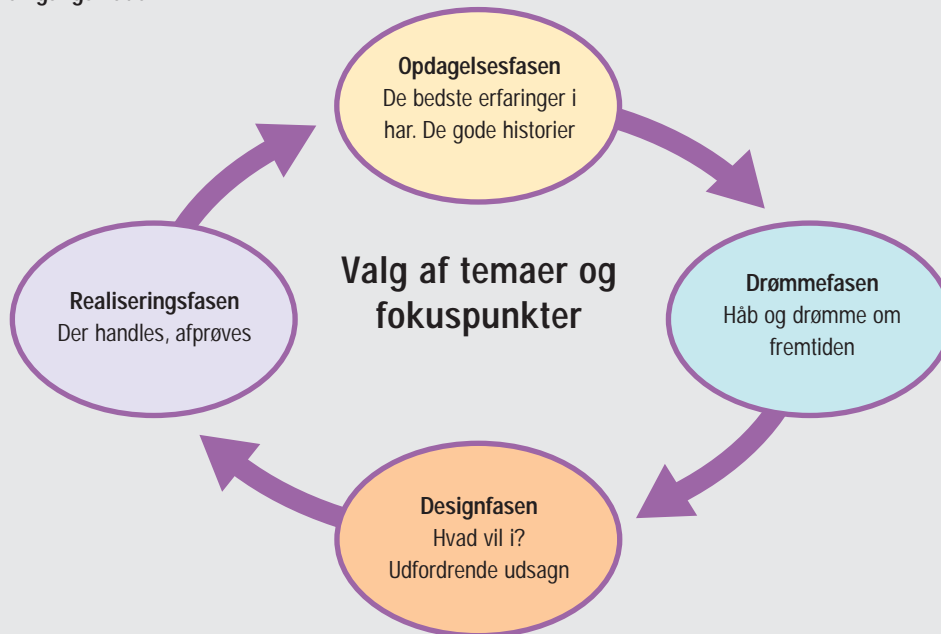 Opdagelsesfasen
De bedste erfaringer i
har. De gode historier
Valg af temaer og
fokuspunkter
Drømmefasen
Håb og drømme om
fremtiden
Realiseringsfasen
Der handles, afprøves
Designfasen
Hvad vil i?
Udfordrende udsagn